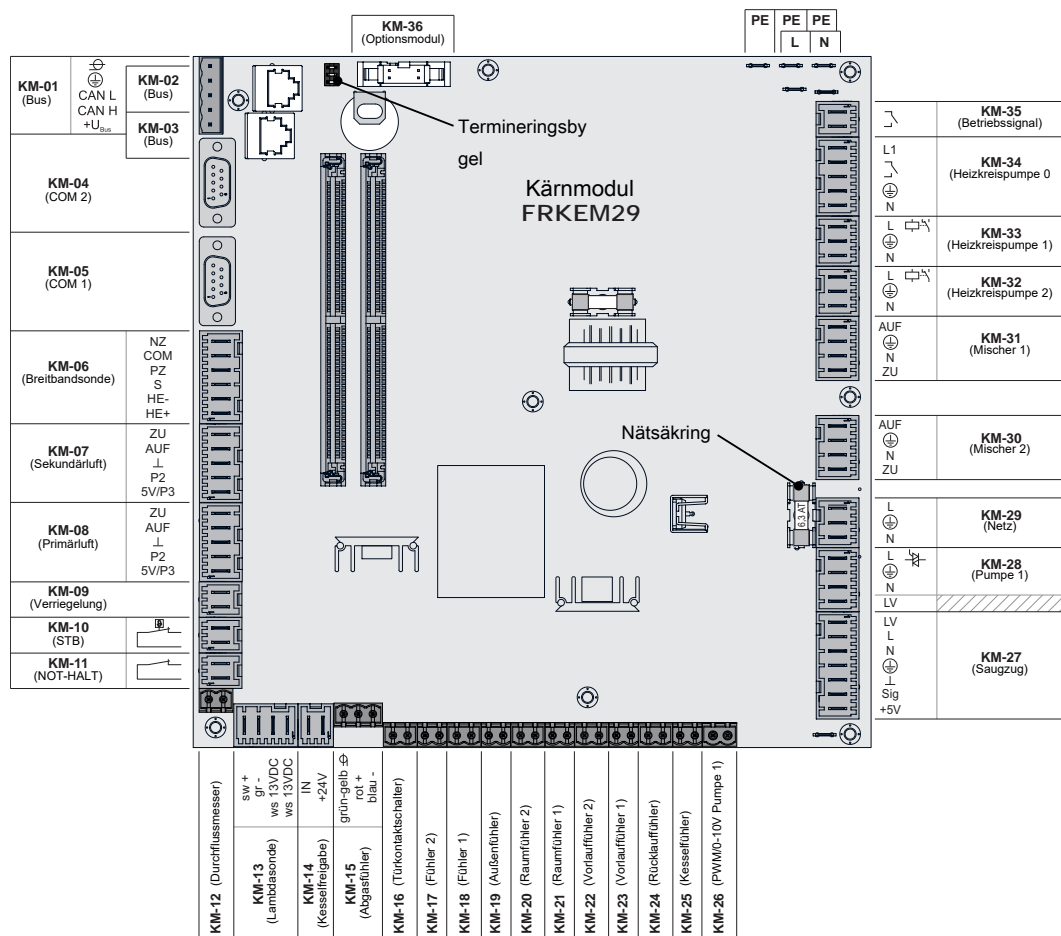 KM-36
(Optionsmodul)
PE PE PE
L N
KM-01
(Bus)
CAN L
CAN H
+U Bus
KM-02
(Bus)
KM-03
(Bus)
KM-04
(COM 2)
KM-05
(COM 1)
KM-06
(Breitbandsonde)
NZ
COM
PZ
S
HE-
HE+
KM-07
(Sekundärluft)
ZU
AUF
⊥
P2
5V/P3
KM-08
(Primärluft)
ZU
AUF
⊥
P2
5V/P3
KM-09
(Verriegelung)
KM-10
(STB)
KM-11
(NOT-HALT)
Termineringsby
gel
Kärnmodul
FRKEM29
Nätsäkring
6,3 AT
KM-35
(Betriebssignal)
L1
N
KM-34
(Heizkreispumpe 0
L
N
KM-33
(Heizkreispumpe 1)
L
N
KM-32
(Heizkreispumpe 2)
AUF
N
ZU
KM-31
(Mischer 1)
AUF
N
ZU
KM-30
(Mischer 2)
L
N
KM-29
(Netz)
L
N
LV
KM-28
(Pumpe 1)
LV
L
N
⊥
Sig
+5V
KM-27
(Saugzug)
KM-12 (Durchflussmesser)
sw +
gr -
ws 13VDC
ws 13VDC
KM-13
(Lambdasonde)
IN
+24V
KM-14
(Kesselfreigabe)
grün-gelb
rot +
blau -
KM-15
(Abgasfühler)
KM-16 (Türkontaktschalter)
KM-17 (Fühler 2)
KM-18 (Fühler 1)
KM-19 (Außenfühler)
KM-20 (Raumfühler 2)
KM-21 (Raumfühler 1)
KM-22 (Vorlauffühler 2)
KM-23 (Vorlauffühler 1)
KM-24 (Rücklauffühler)
KM-25 (Kesselfühler)
KM-26 (PWM/0-10V Pumpe 1)